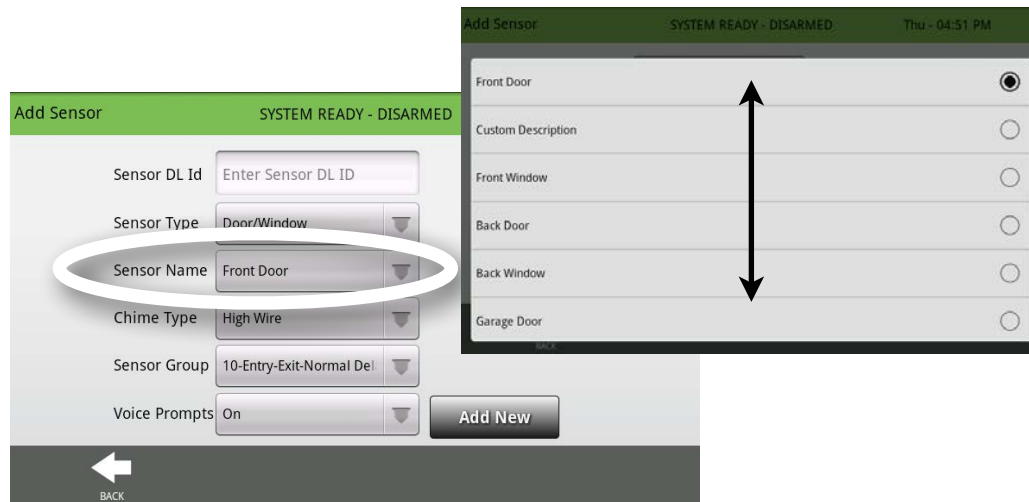 Add Sensor SYSTEM READY - DISARMED
Sensor DL Id Enter Sensor DL ID
Sensor Type Door/Window
Sensor Name Front Door
Chime Type High Wire
Sensor Group 10-Entry-Exit-Normal Del
Voice Prompts On
Add New
BACK
Add Sensor SYSTEM READY - DISARMED Thu - 04:51 PM
Front Door
Custom Description
Front Window
Back Door
Back Window
Garage Door
BACK